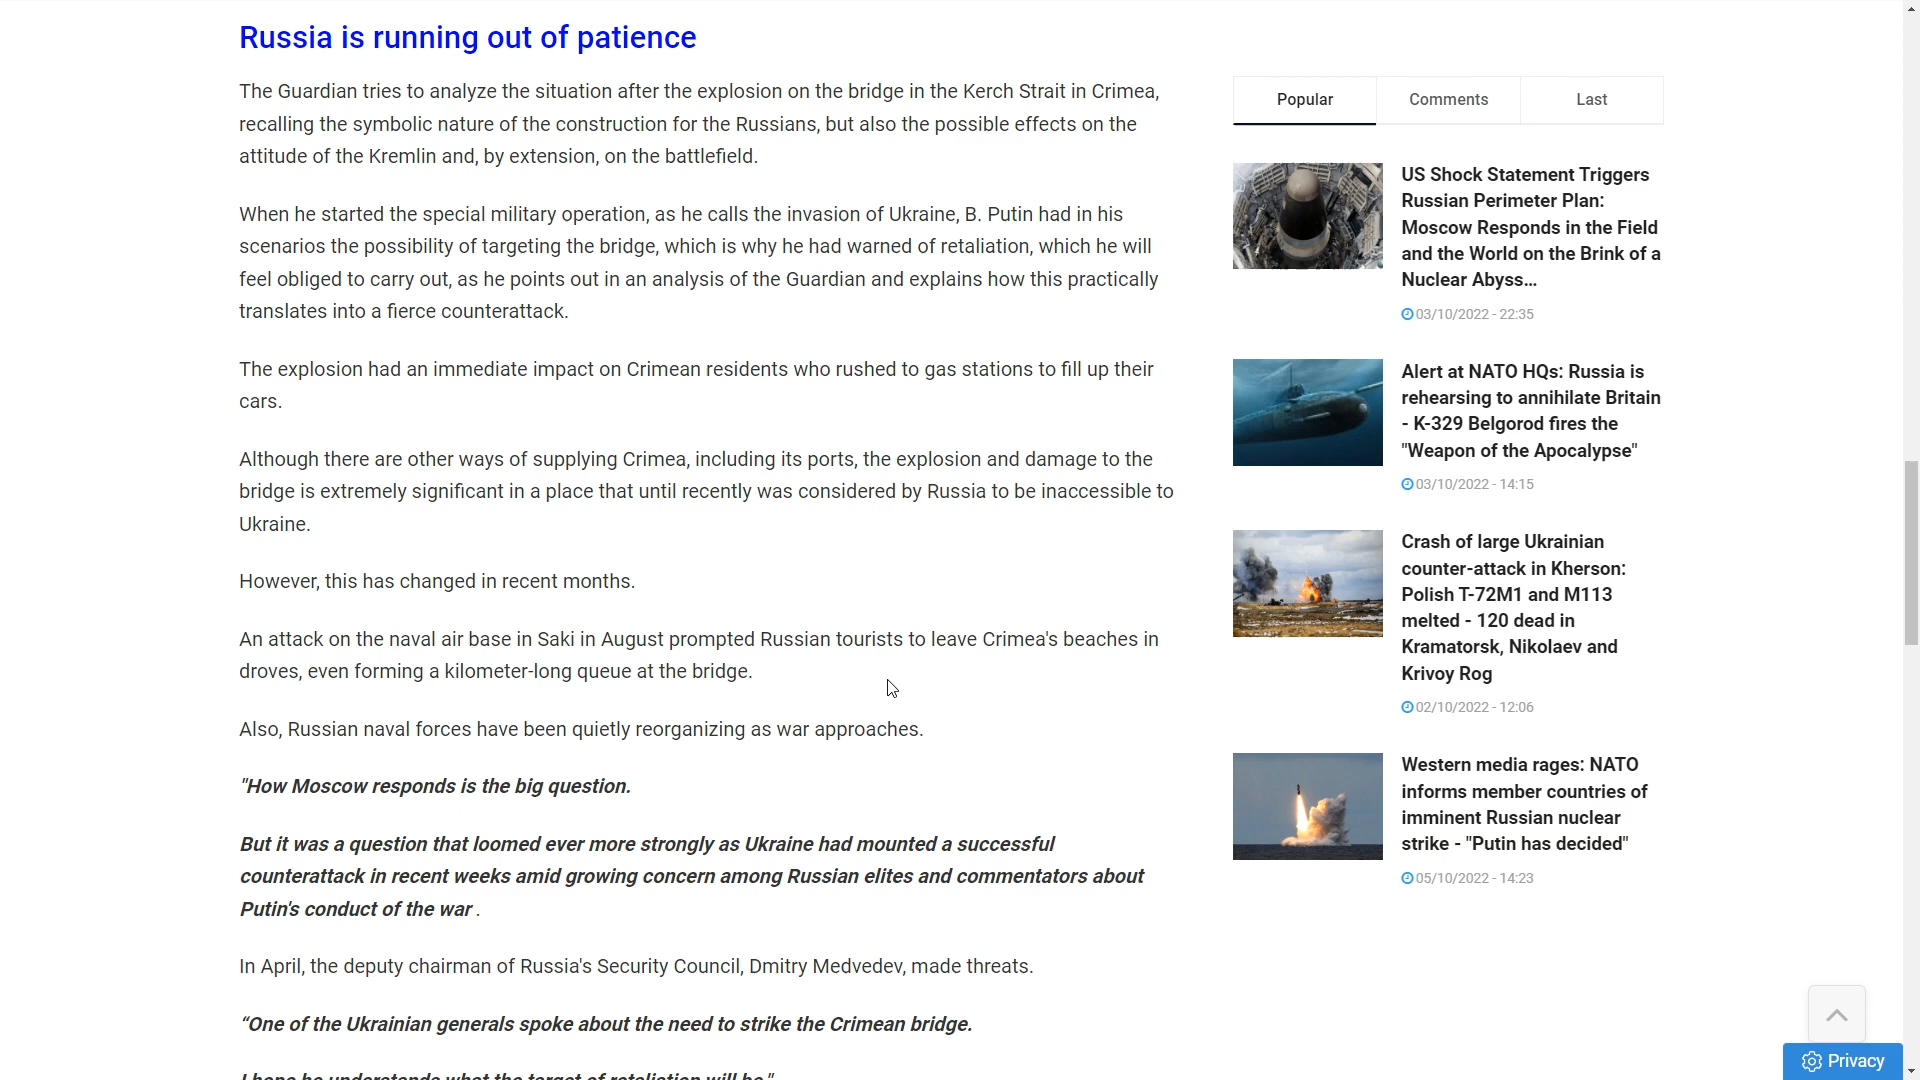 Russia is running out of patience
The Guardian tries to analyze the situation after the explosion on the bridge in the Kerch Strait in Crimea,
recalling the symbolic nature of the construction for the Russians, but also the possible effects on the
attitude of the Kremlin and, by extension, on the battlefield.
When he started the special military operation, as he calls the invasion of Ukraine, B. Putin had in his
scenarios the possibility of targeting the bridge, which is why he had warned of retaliation, which he will
feel obliged to carry out, as he points out in an analysis of the Guardian and explains how this practically
translates into a fierce counterattack.
The explosion had an immediate impact on Crimean residents who rushed to gas stations to fill up their
cars.
Although there are other ways of supplying Crimea, including its ports, the explosion and damage to the
bridge is extremely significant in a place that until recently was considered by Russia to be inaccessible to
Ukraine.
However, this has changed in recent months.
An attack on the naval air base in Saki in August prompted Russian tourists to leave Crimea's beaches in
droves, even forming a kilometer-long queue at the bridge.
Also, Russian naval forces have been quietly reorganizing as war approaches.
"How Moscow responds is the big question.
But it was a question that loomed ever more strongly as Ukraine had mounted a successful
counterattack in recent weeks amid growing concern among Russian elites and commentators about
Putin's conduct of the war .
In April, the deputy chairman of Russia's Security Council, Dmitry Medvedev, made threats.
“One of the Ukrainian generals spoke about the need to strike the Crimean bridge.
I hope he understands what the target of retaliation will be."
Popular
Comments
Last
US Shock Statement Triggers
Russian Perimeter Plan:
Moscow Responds in the Field
and the World on the Brink of a
Nuclear Abyss…
03/10/2022 - 22:35
Alert at NATO HQs: Russia is
rehearsing to annihilate Britain
- K-329 Belgorod fires the
"Weapon of the Apocalypse"
03/10/2022 - 14:15
Crash of large Ukrainian
counter-attack in Kherson:
Polish T-72M1 and M113
melted - 120 dead in
Kramatorsk, Nikolaev and
Krivoy Rog
02/10/2022 - 12:06
Western media rages: NATO
informs member countries of
imminent Russian nuclear
strike - "Putin has decided"
05/10/2022 - 14:23
Privacy